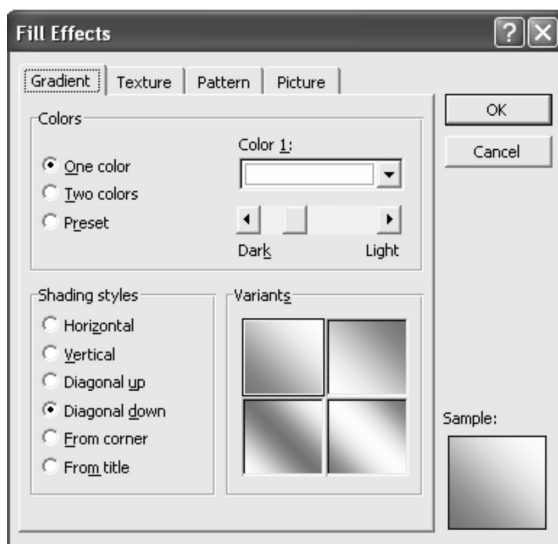 Fill Effects
Gradient
Texture
Pattern
Picture
OK
Cancel
Colors
One color
Two colors
Preset
Color 1:
Dark
Light
Shading styles
Horizontal
Vertical
Diagonal up
Diagonal down
From corner
From title
Variants
Sample: